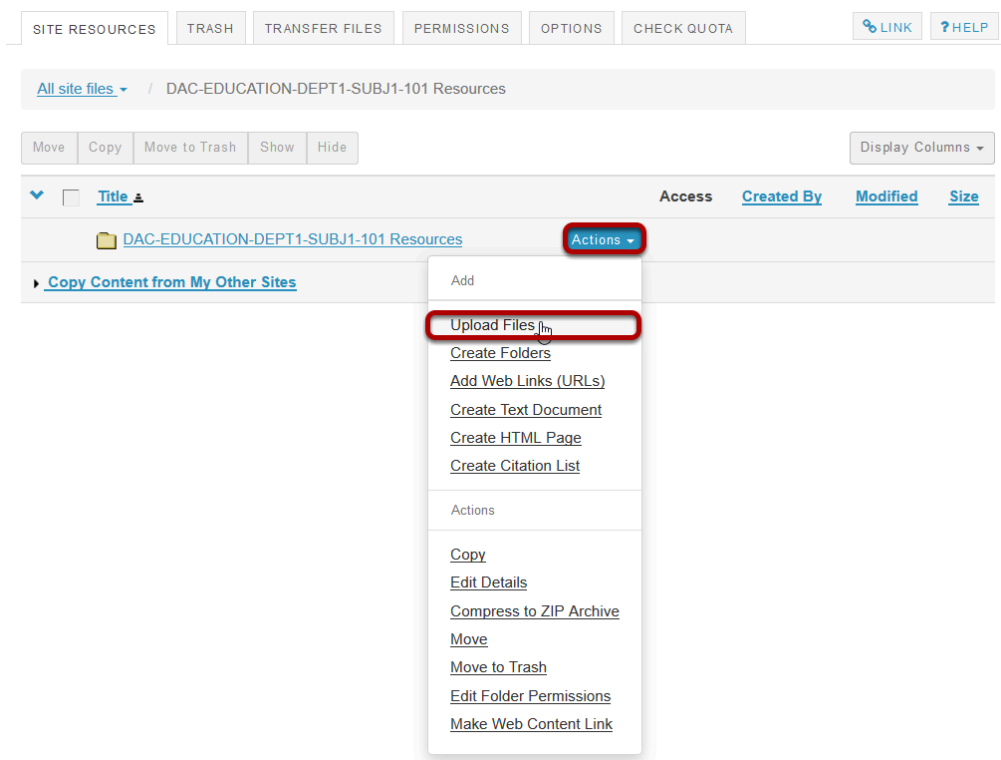 SITE RESOURCES TRASH TRANSFER FILES PERMISSIONS OPTIONS CHECK QUOTA LINK ?HELP
All site files / DAC-EDUCATION-DEPT1-SUBJ1-101 Resources
Move Copy Move to Trash Show Hide Display Columns
Title Access Created By Modified Size
DAC-EDUCATION-DEPT1-SUBJ1-101 Resources Actions
Copy Content from My Other Sites
Add
Upload Files
Create Folders
Add Web Links (URLs)
Create Text Document
Create HTML Page
Create Citation List
Actions
Copy
Edit Details
Compress to ZIP Archive
Move
Move to Trash
Edit Folder Permissions
Make Web Content Link